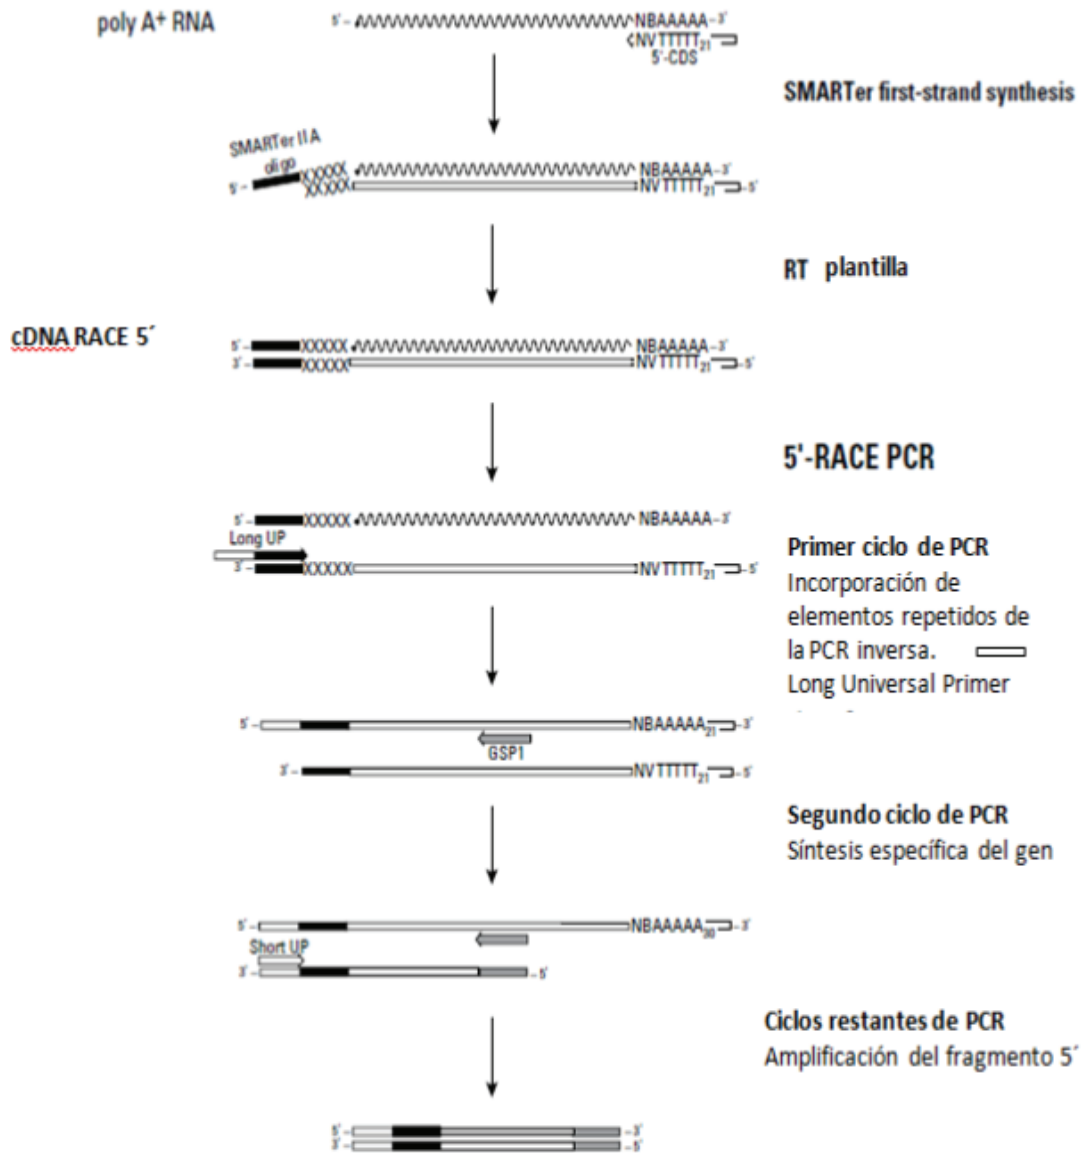 poly A+ RNA
5'- NBAAAAA-3'
NVTTTTT21
5'-CDS
SMARTer first-strand synthesis
SMARTer II A
oligo
XXXXX NBAAAAA-3'
5'- XXXXX NVTTTTT21 -5'
RT plantilla
cDNA RACE 5´
5'- XXXXX NBAAAAA-3'
3'- XXXXX NVTTTTT21 -5'
5'-RACE PCR
5'- XXXXX NBAAAAA-3'
Long UP
3'- XXXXX NVTTTTT21 -5'
Primer ciclo de PCR
Incorporación de
elementos repetidos de
la PCR inversa.
Long Universal Primer
5'- NBAAAAA21 -3'
GSP1
3'- NVTTTTT21 -5'
Segundo ciclo de PCR
Síntesis específica del gen
5'- NBAAAAA30 -3'
Short UP
3'- -5'
Ciclos restantes de PCR
Amplificación del fragmento 5´
5'- -3'
3'- -5'